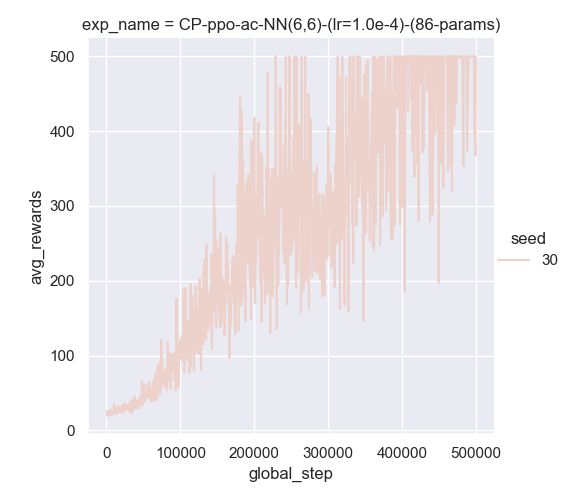 exp_name = CP-ppo-ac-NN(6,6)-(lr=1.0e-4)-(86-params)
500
400
300
200
100
0
avg_rewards
0 100000 200000 300000 400000 500000
global_step
seed
30